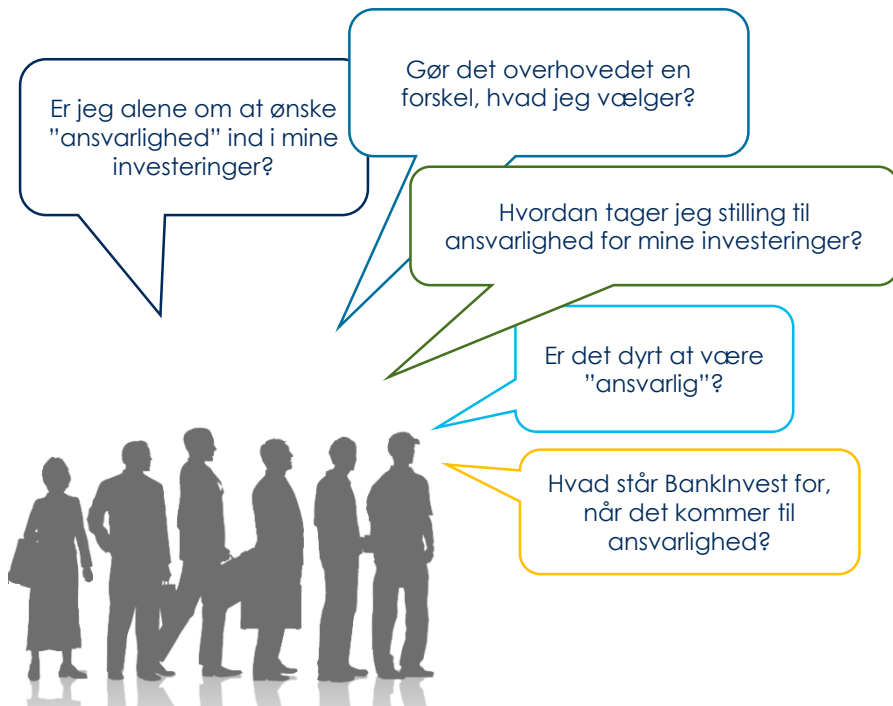 Er jeg alene om at ønske
”ansvarlighed” ind i mine
investeringer?
Gør det overhovedet en
forskel, hvad jeg vælger?
Hvordan tager jeg stilling til
ansvarlighed for mine investeringer?
Er det dyrt at være
”ansvarlig”?
Hvad står BankInvest for,
når det kommer til
ansvarlighed?